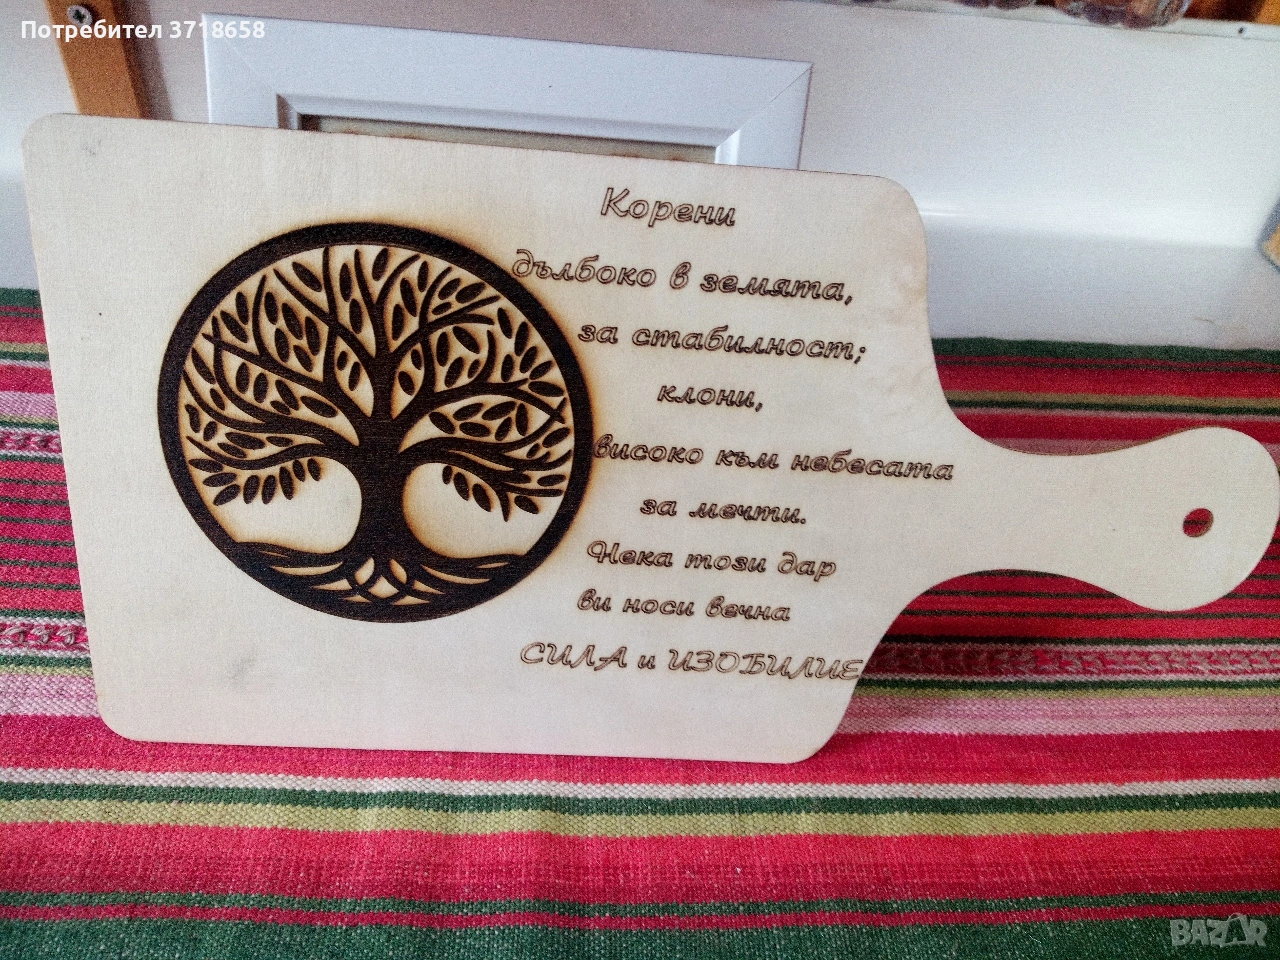 Потребител 3718658
Корени
дълбоко в земята,
за стабилност;
клони,
високо към небесата
за мечти.
Нека този дар
ви носи вечна
СИЛА и ИЗОБИЛИЕ
BAZAR